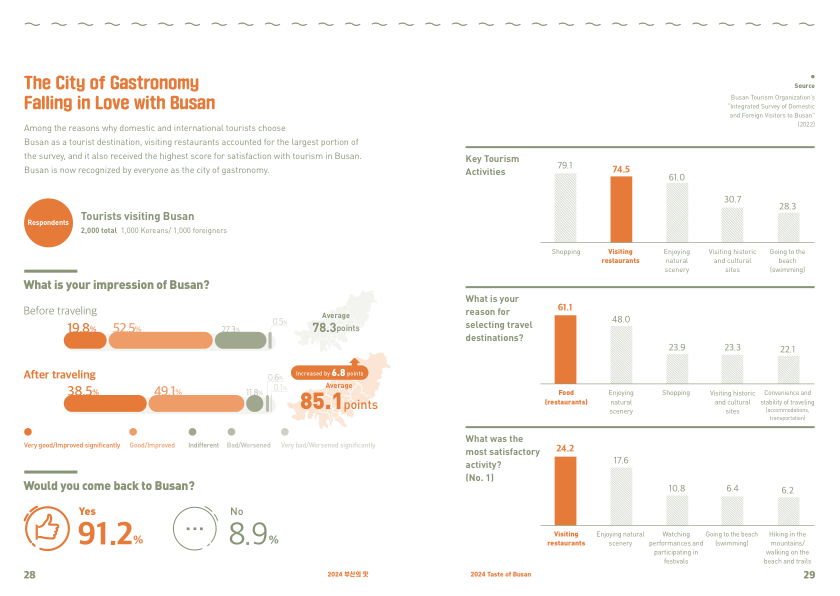 The City of Gastronomy
Falling in Love with Busan
Among the reasons why domestic and international tourists choose
Busan as a tourist destination, visiting restaurants accounted for the largest portion of
the survey, and it also received the highest score for satisfaction with tourism in Busan.
Busan is now recognized by everyone as the city of gastronomy.
Respondents
Tourists visiting Busan
2,000 total 1,000 Koreans/ 1,000 foreigners
What is your impression of Busan?
Before traveling
19.8%
52.5%
27.3%
0.5%
Average
78.3points
After traveling
38.5%
49.1%
11.8%
0.6%
0.1%
Increased by 6.8 points
Average
85.1points
Very good/Improved significantly
Good/Improved
Indifferent
Bad/Worsened
Very bad/Worsened significantly
Would you come back to Busan?
Yes
91.2%
No
8.9%
28
2024 부산의 맛
Source
Busan Tourism Organization's
"Integrated Survey of Domestic
and Foreign Visitors to Busan"
(2022)
Key Tourism
Activities
79.1
74.5
61.0
30.7
28.3
Shopping
Visiting
restaurants
Enjoying
natural
scenery
Visiting historic
and cultural
sites
Going to the
beach
(swimming)
What is your
reason for
selecting travel
destinations?
61.1
48.0
23.9
23.3
22.1
Food
(restaurants)
Enjoying
natural
scenery
Shopping
Visiting historic
and cultural
sites
Convenience and
stability of traveling
(accommodations,
transportation)
What was the
most satisfactory
activity?
(No. 1)
24.2
17.6
10.8
6.4
6.2
Visiting
restaurants
Enjoying natural
scenery
Watching
performances and
participating in
festivals
Going to the beach
(swimming)
Hiking in the
mountains/
walking on the
beach and trails
2024 Taste of Busan
29